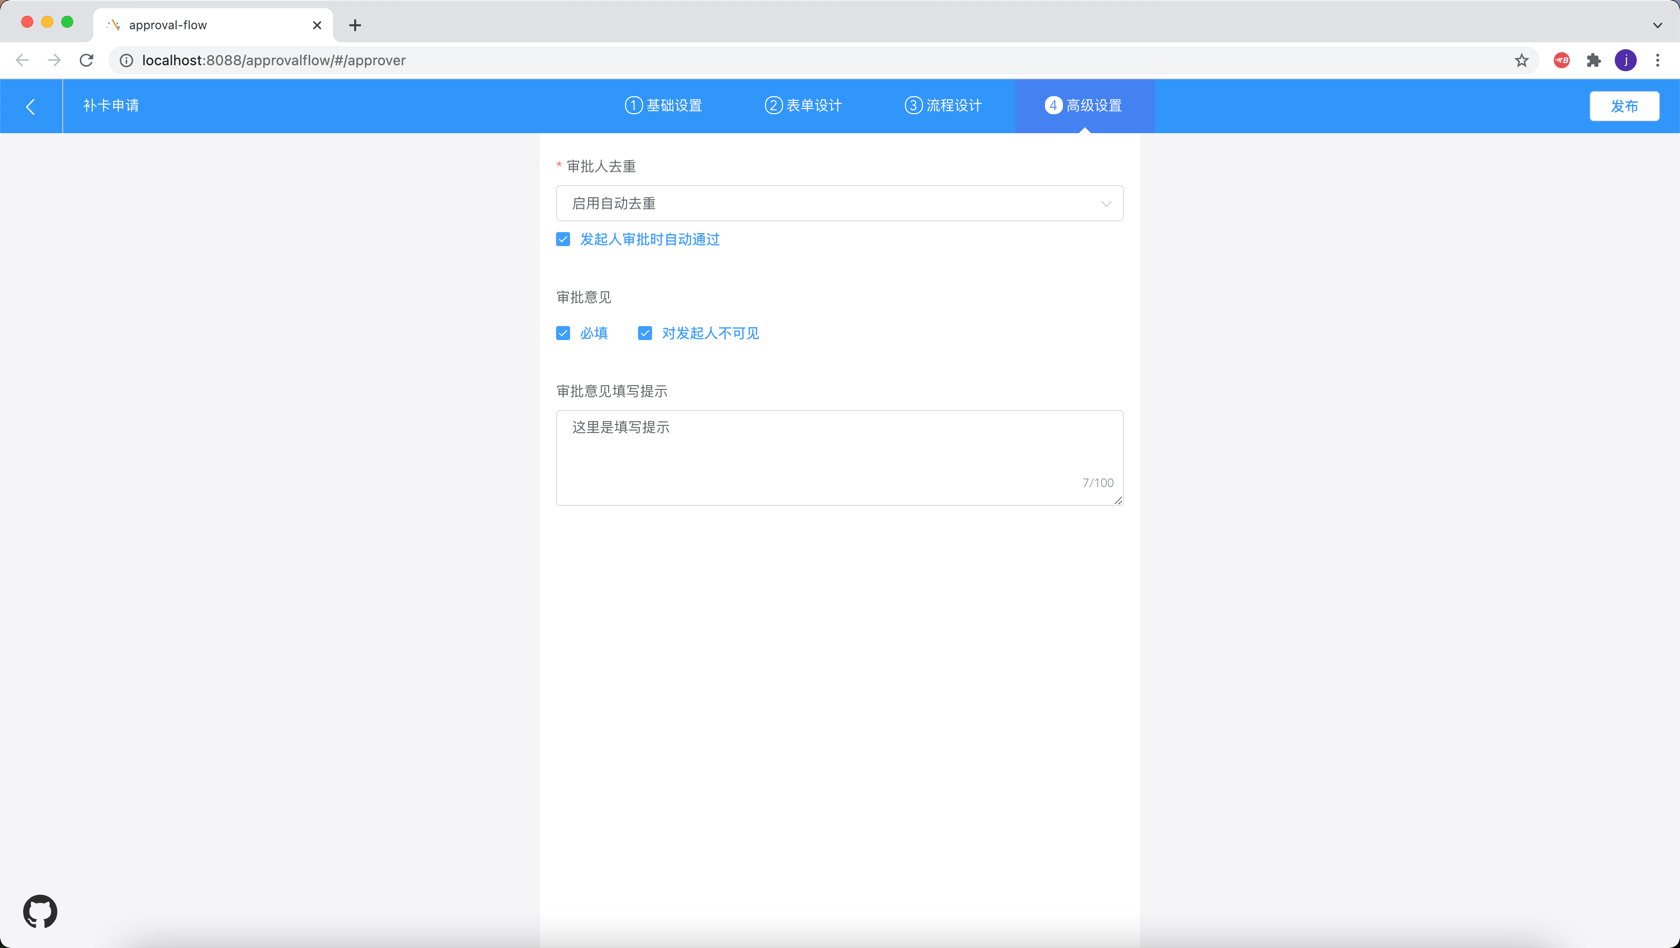 approval-flow
localhost:8088/approvalflow/#/approver
j
补卡申请
1 基础设置
2 表单设计
3 流程设计
4 高级设置
发布
* 审批人去重
启用自动去重
发起人审批时自动通过
审批意见
必填
对发起人不可见
审批意见填写提示
这里是填写提示
7/100